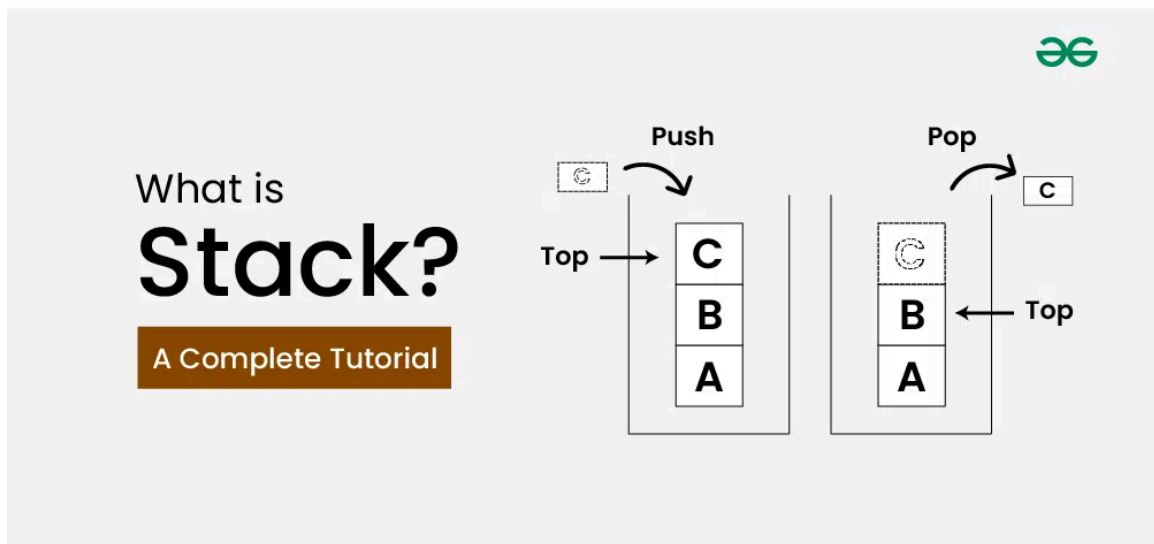 What is
Stack?
A Complete Tutorial
Push
C
Top
C
B
A
Pop
C
C
B
Top
A